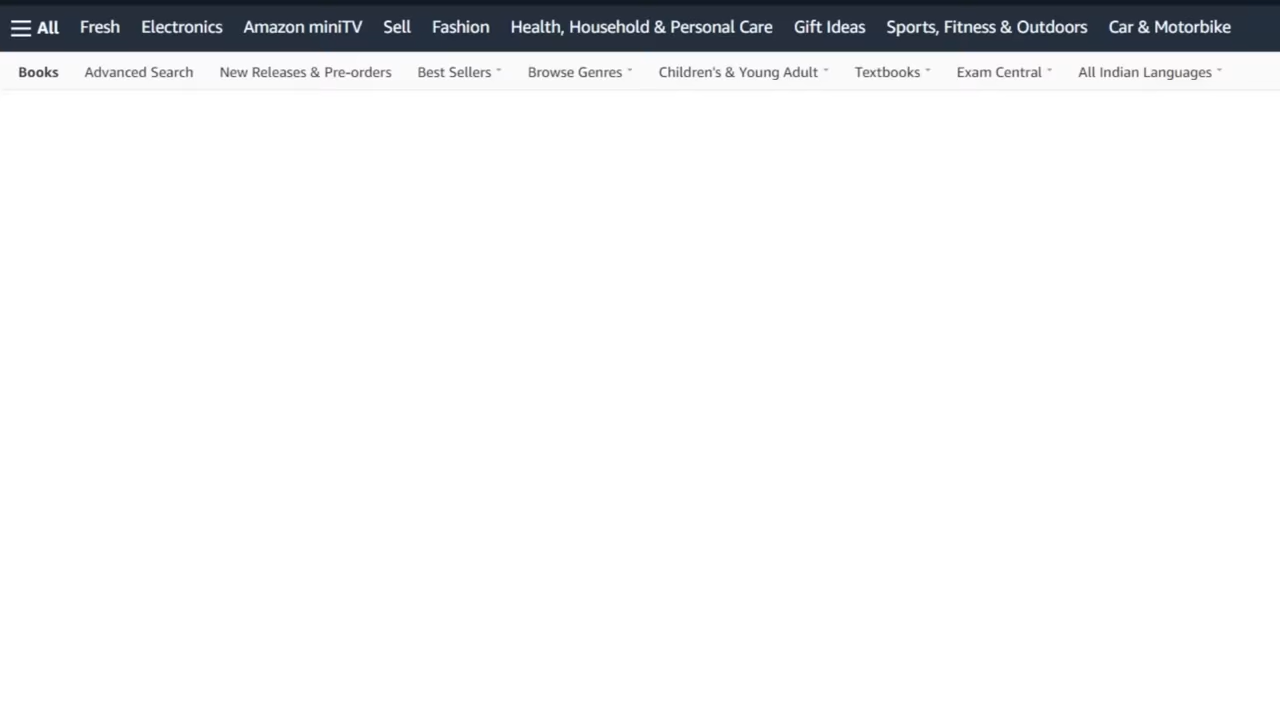 All Fresh Electronics Amazon miniTV Sell Fashion Health, Household & Personal Care Gift Ideas Sports, Fitness & Outdoors Car & Motorbike
Books Advanced Search New Releases & Pre-orders Best Sellers Browse Genres Children's & Young Adult Textbooks Exam Central All Indian Languages